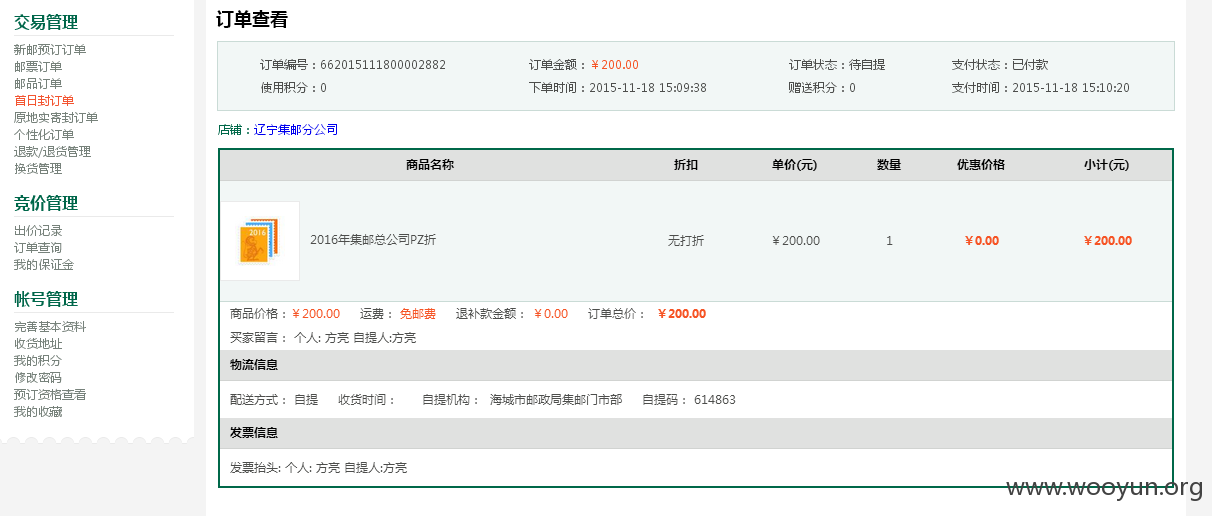 交易管理
新邮预订订单
邮票订单
邮品订单
首日封订单
原地实寄封订单
个性化订单
退款/退货管理
换货管理
竞价管理
出价记录
订单查询
我的保证金
帐号管理
完善基本资料
收货地址
我的积分
修改密码
预订资格查看
我的收藏
订单查看
订单编号：662015111800002882 订单金额：￥200.00 订单状态：待自提 支付状态：已付款
使用积分：0 下单时间：2015-11-18 15:09:38 赠送积分：0 支付时间：2015-11-18 15:10:20
店铺：辽宁集邮分公司
商品名称 折扣 单价(元) 数量 优惠价格 小计(元)
2016
2016年集邮总公司PZ折 无打折 ￥200.00 1 ￥0.00 ￥200.00
商品价格：￥200.00 运费： 免邮费 退补款金额： ￥0.00 订单总价： ￥200.00
买家留言： 个人: 方亮 自提人:方亮
物流信息
配送方式： 自提 收货时间： 自提机构： 海城市邮政局集邮门市部 自提码： 614863
发票信息
发票抬头: 个人: 方亮 自提人:方亮
www.wooyun.org